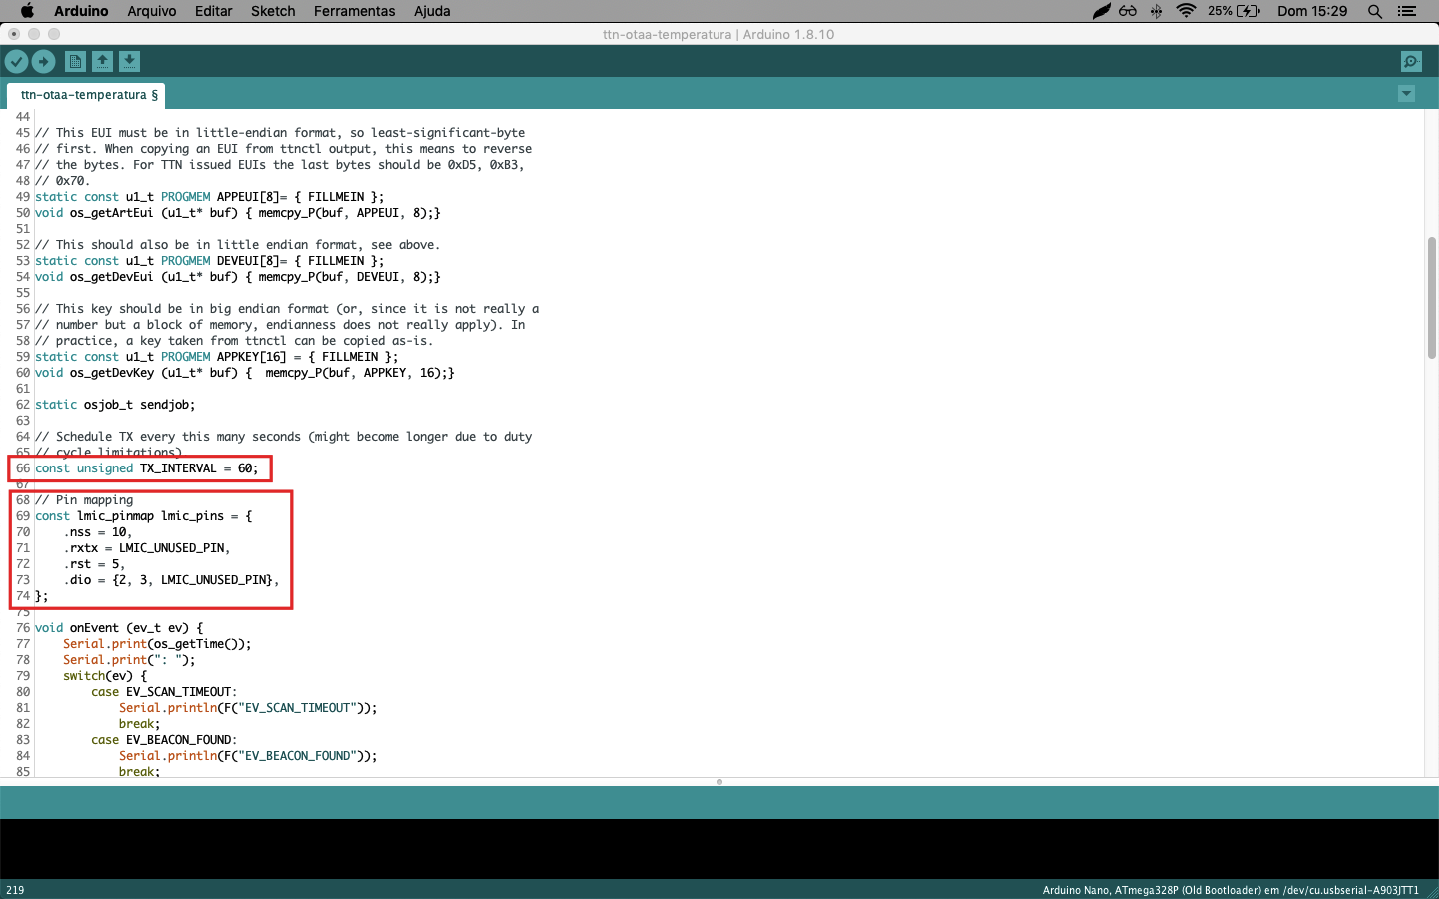 Arduino Arquivo Editar Sketch Ferramentas Ajuda 25% Dom 15:29
ttn-otaa-temperatura | Arduino 1.8.10
ttn-otaa-temperatura §
44
45 // This EUI must be in little-endian format, so least-significant-byte
46 // first. When copying an EUI from ttnctl output, this means to reverse
47 // the bytes. For TTN issued EUIs the last bytes should be 0xD5, 0xB3,
48 // 0x70.
49 static const u1_t PROGMEM APPEUI[8]= { FILLMEIN };
50 void os_getArtEui (u1_t* buf) { memcpy_P(buf, APPEUI, 8);}
51
52 // This should also be in little endian format, see above.
53 static const u1_t PROGMEM DEVEUI[8]= { FILLMEIN };
54 void os_getDevEui (u1_t* buf) { memcpy_P(buf, DEVEUI, 8);}
55
56 // This key should be in big endian format (or, since it is not really a
57 // number but a block of memory, endianness does not really apply). In
58 // practice, a key taken from ttnctl can be copied as-is.
59 static const u1_t PROGMEM APPKEY[16] = { FILLMEIN };
60 void os_getDevKey (u1_t* buf) {  memcpy_P(buf, APPKEY, 16);}
61
62 static osjob_t sendjob;
63
64 // Schedule TX every this many seconds (might become longer due to duty
65 // cycle limitations)
66 const unsigned TX_INTERVAL = 60;
67
68 // Pin mapping
69 const lmic_pinmap lmic_pins = {
70     .nss = 10,
71     .rxtx = LMIC_UNUSED_PIN,
72     .rst = 5,
73     .dio = {2, 3, LMIC_UNUSED_PIN},
74 };
75
76 void onEvent (ev_t ev) {
77     Serial.print(os_getTime());
78     Serial.print(": ");
79     switch(ev) {
80         case EV_SCAN_TIMEOUT:
81             Serial.println(F("EV_SCAN_TIMEOUT"));
82             break;
83         case EV_BEACON_FOUND:
84             Serial.println(F("EV_BEACON_FOUND"));
85             break;
219 Arduino Nano, ATmega328P (Old Bootloader) em /dev/cu.usbserial-A903JTT1